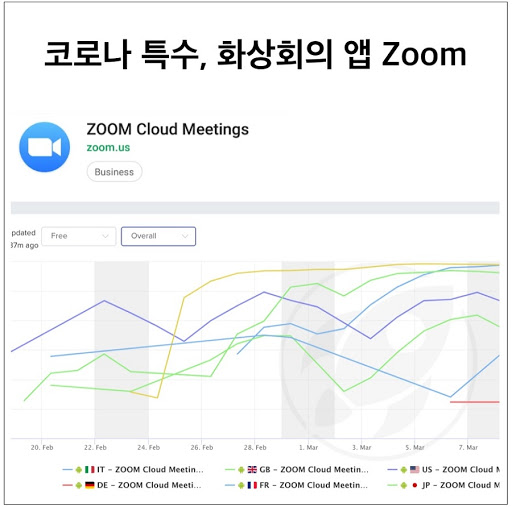 코로나 특수, 화상회의 앱 Zoom
ZOOM Cloud Meetings
zoom.us
Business
pdated
37m ago
Free
Overall
20. Feb 22. Feb 24. Feb 26. Feb 28. Feb 1. Mar 3. Mar 5. Mar 7. Mar
IT - ZOOM Cloud Meetin... GB - ZOOM Cloud Meetin... US - ZOOM Cloud M
DE - ZOOM Cloud Meetin... FR - ZOOM Cloud Meetin... JP - ZOOM Cloud M